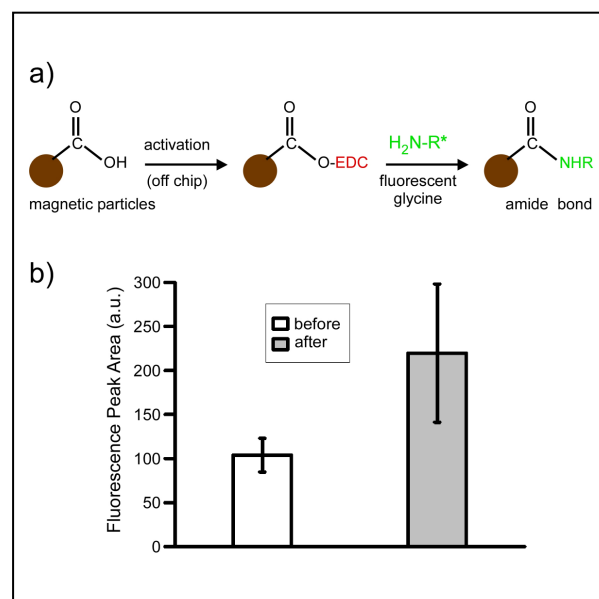 a)
O
C
OH
magnetic particles
activation
(off chip)
O
C
O-EDC
H₂N-R*
fluorescent
glycine
O
C
NHR
amide bond
b)
Fluorescence Peak Area (a.u.)
300
250
200
150
100
50
0
before
after